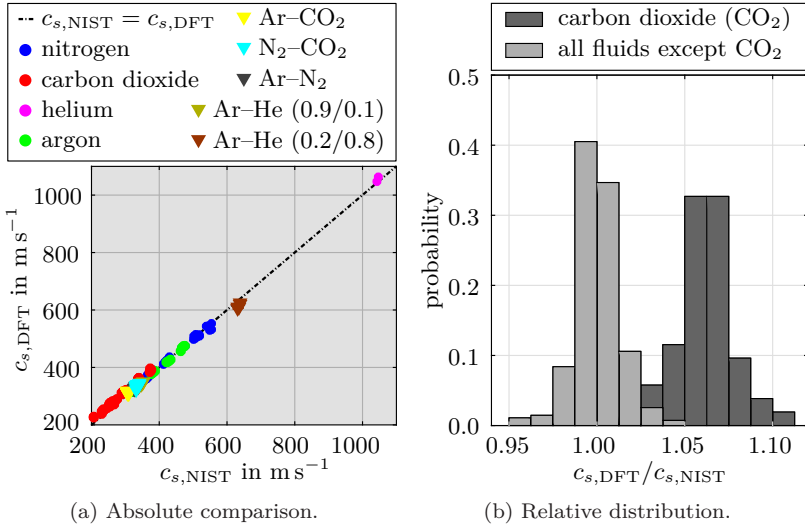 c_{s,NIST} = c_{s,DFT}
nitrogen
carbon dioxide
helium
argon
Ar–CO₂
N₂–CO₂
Ar–N₂
Ar–He (0.9/0.1)
Ar–He (0.2/0.8)
1000
800
600
400
200
c_{s,DFT} in m s⁻¹
200 400 600 800 1000
c_{s,NIST} in m s⁻¹
(a) Absolute comparison.
carbon dioxide (CO₂)
all fluids except CO₂
0.5
0.4
0.3
0.2
0.1
0.0
probability
0.95 1.00 1.05 1.10
c_{s,DFT}/c_{s,NIST}
(b) Relative distribution.